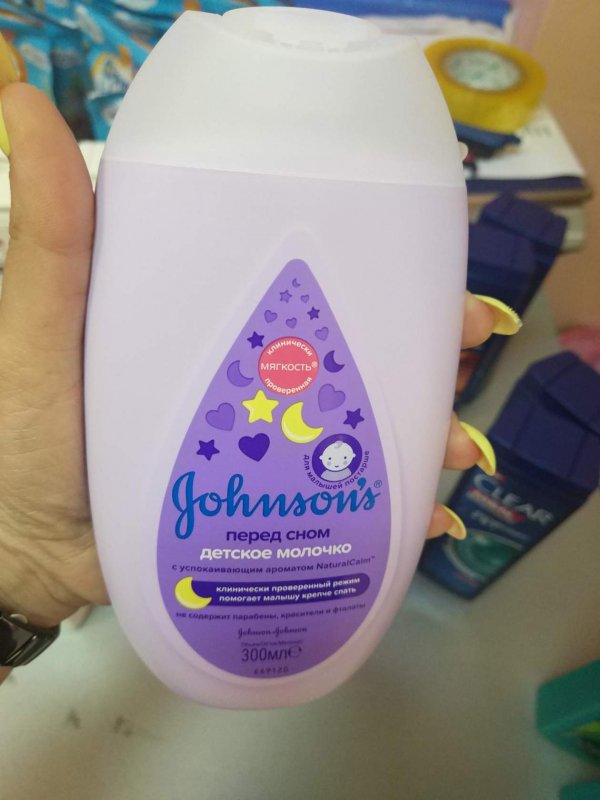 клинически
МЯГКОСТЬ®
проверенная
для малышей постарше
Johnson's®
перед сном
детское молочко
с успокаивающим ароматом NaturalCalm™
клинически проверенный режим
помогает малышу крепче спать
не содержит парабены, красители и фталаты
Johnson & Johnson
300мл℮
CLEAR